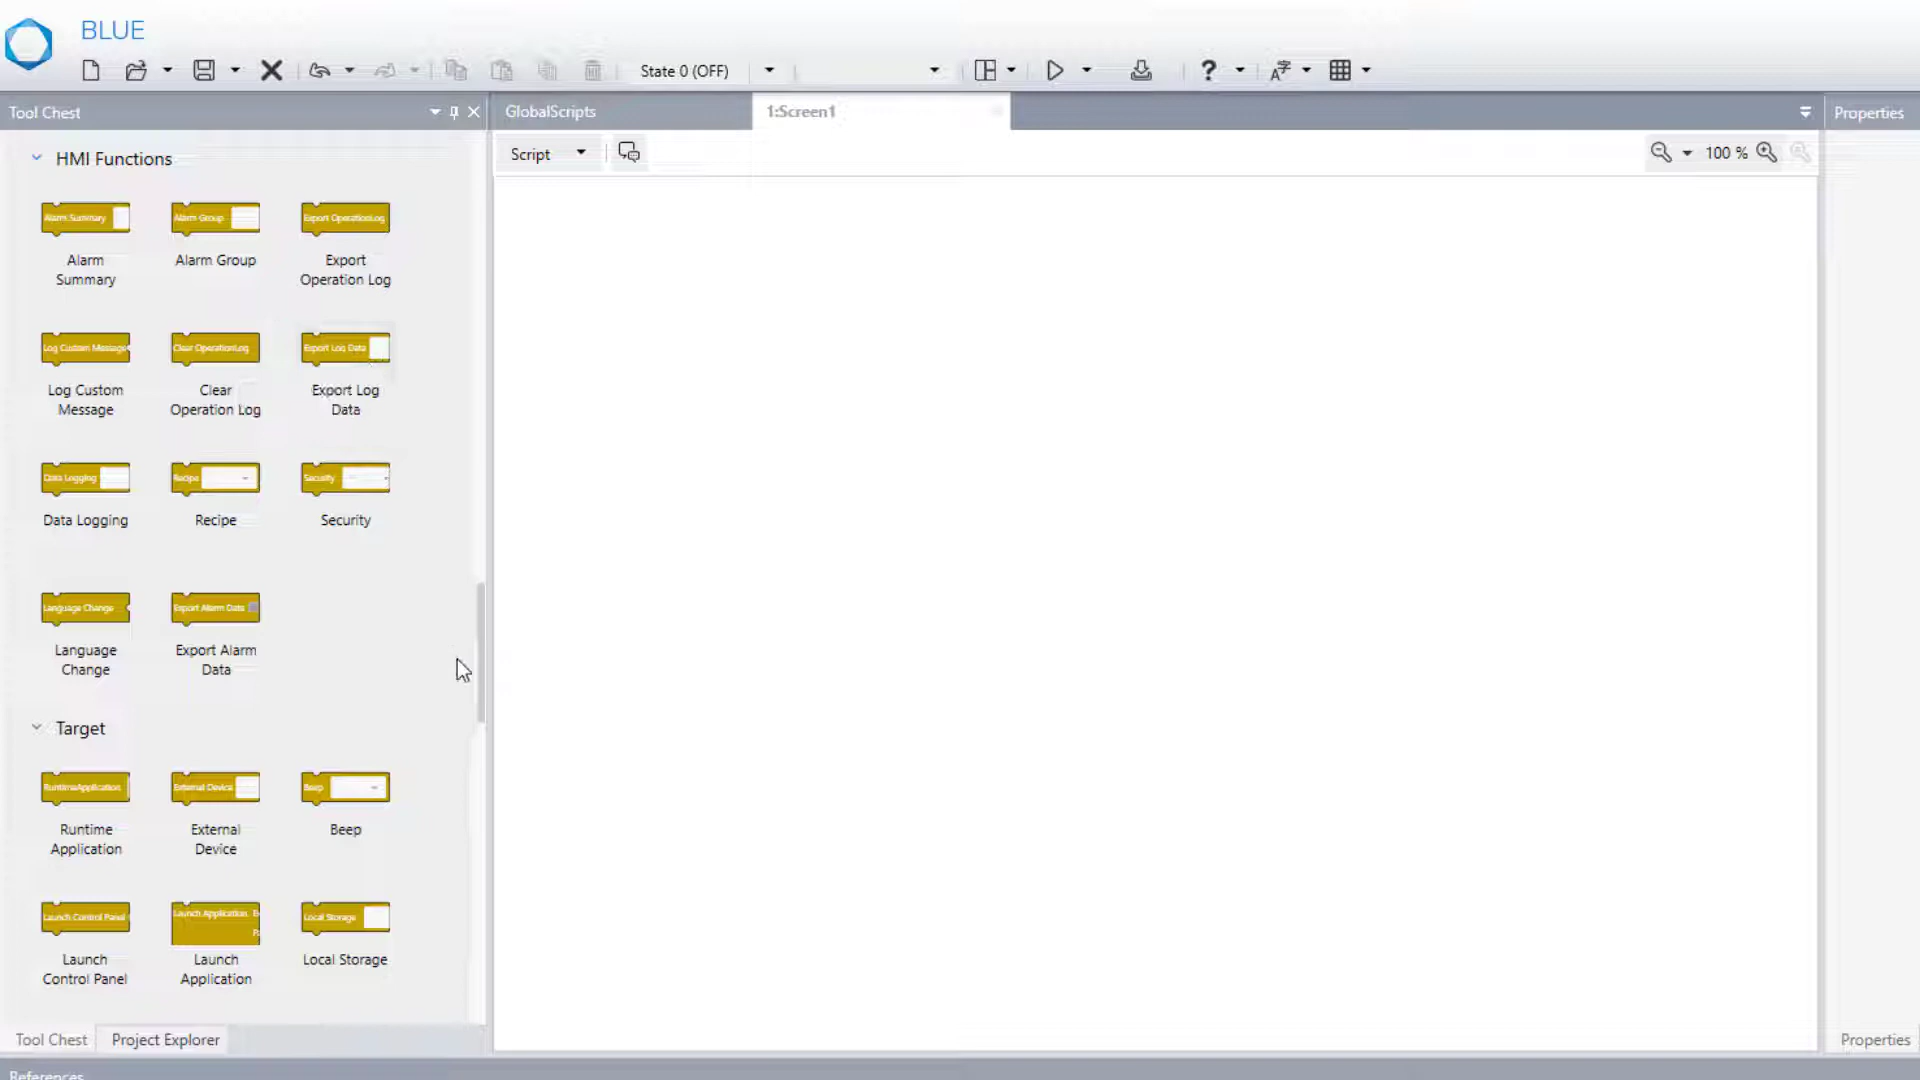 BLUE
State 0 (OFF)
Tool Chest
GlobalScripts
1:Screen1
Properties
HMI Functions
Script
100 %
Alarm Summary
Alarm Group
Export OperationLog
Alarm
Summary
Alarm Group
Export
Operation Log
Log Custom Message
Clear OperationLog
Export Log Data
Log Custom
Message
Clear
Operation Log
Export Log
Data
Data Logging
Recipe
Security
Data Logging
Recipe
Security
Language Change
Export Alarm Data
Language
Change
Export Alarm
Data
Target
RuntimeApplication
External Device
Beep
Runtime
Application
External
Device
Beep
Launch Control Panel
Launch Application
Local Storage
Launch
Control Panel
Launch
Application
Local Storage
Tool Chest
Project Explorer
Properties
References